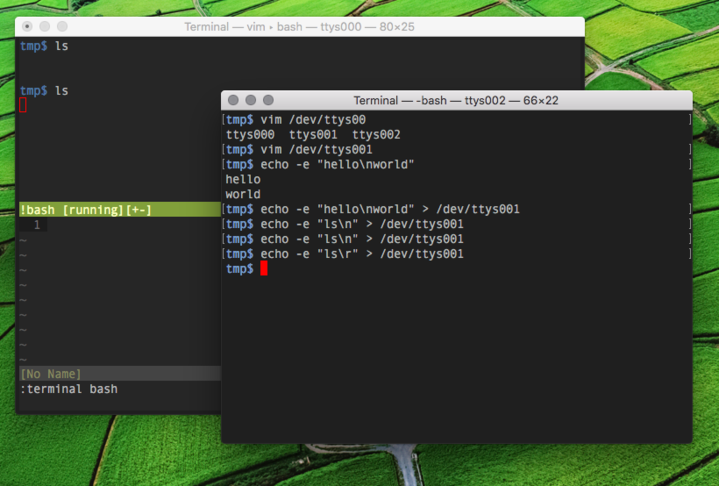 Terminal — vim • bash — ttys000 — 80×25
tmp$ ls
tmp$ ls
!bash [running][+-]
1
~
~
~
~
~
~
~
~
~
[No Name]
:terminal bash
Terminal — -bash — ttys002 — 66×22
[tmp$ vim /dev/ttys00 ]
ttys000 ttys001 ttys002
[tmp$ vim /dev/ttys001 ]
[tmp$ echo -e "hello\nworld" ]
hello
world
[tmp$ echo -e "hello\nworld" > /dev/ttys001 ]
[tmp$ echo -e "ls\n" > /dev/ttys001 ]
[tmp$ echo -e "ls\n" > /dev/ttys001 ]
[tmp$ echo -e "ls\r" > /dev/ttys001 ]
tmp$